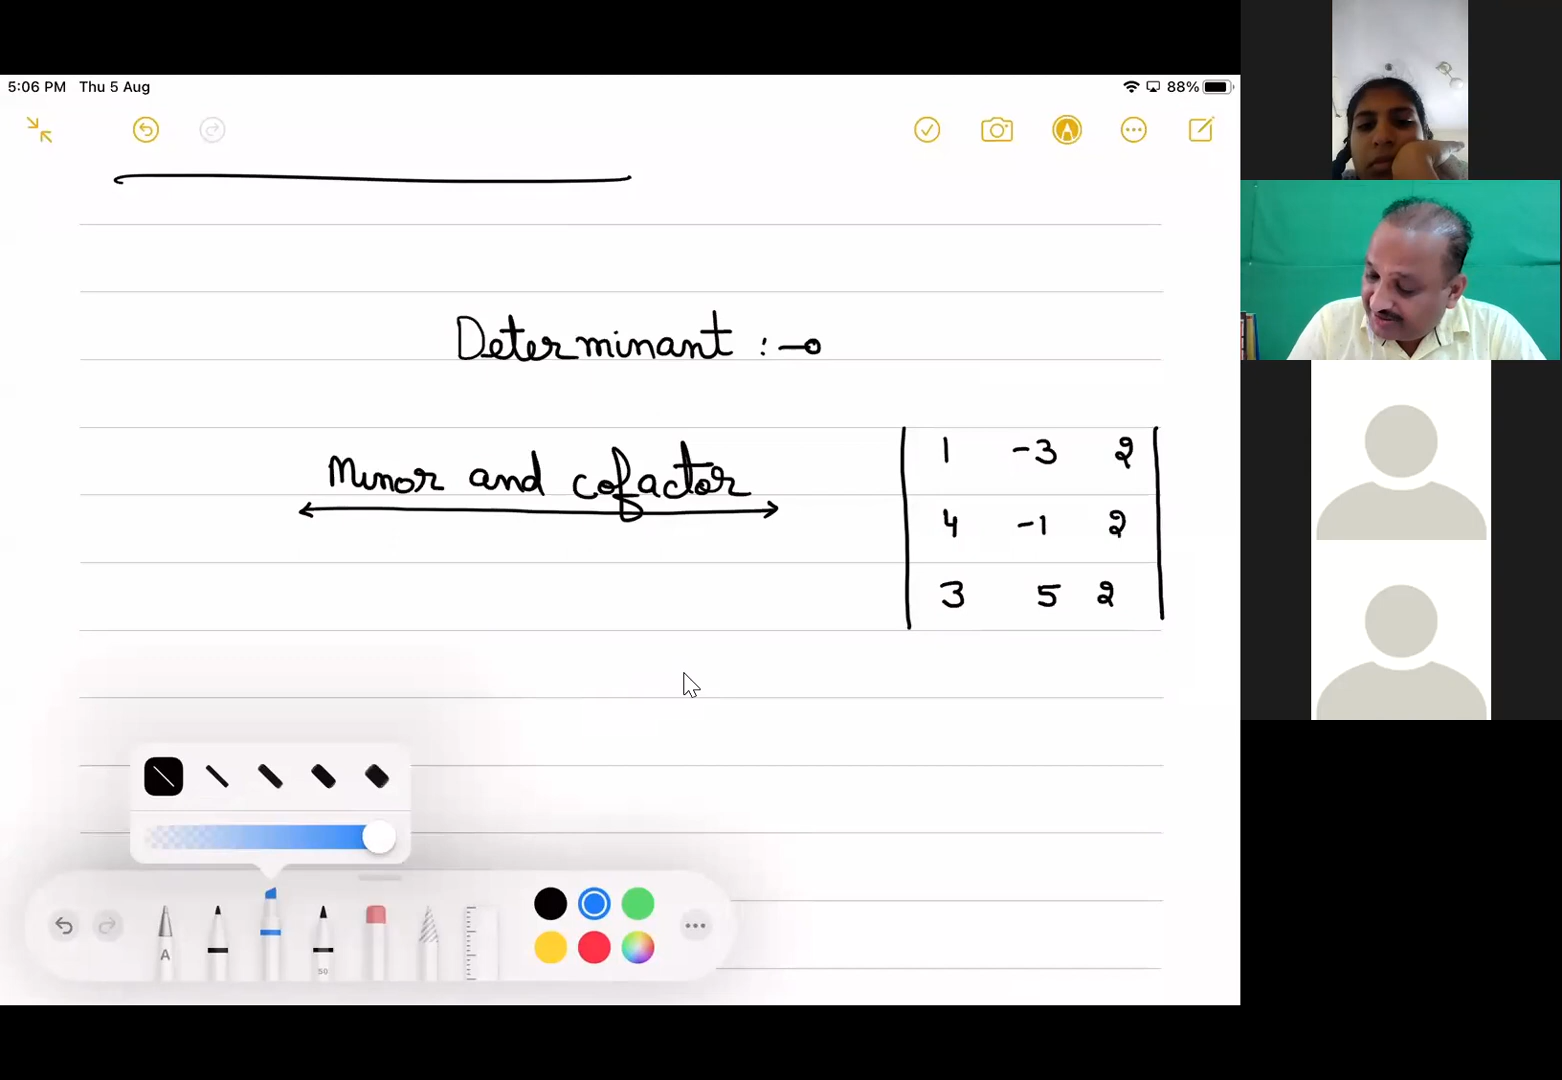 5:06 PM Thu 5 Aug 88%
Determinant :
Minor and cofactor
1 -3 2
4 -1 2
3 5 2
A
50